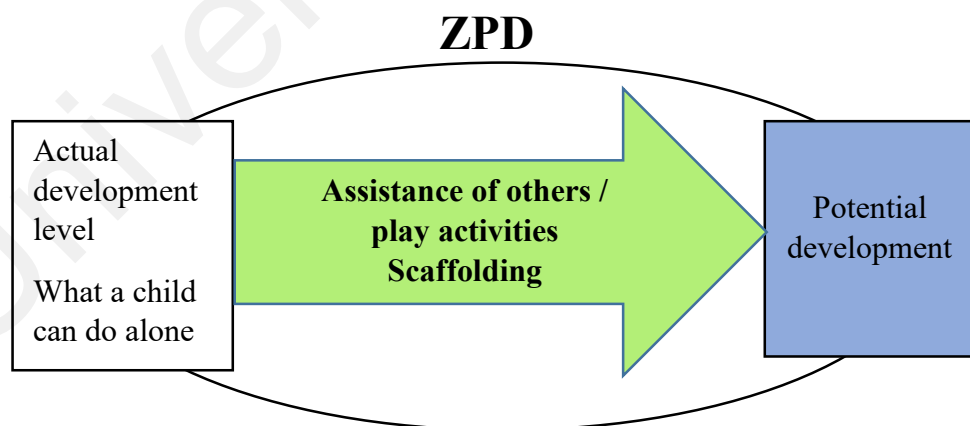 ZPD
Actual
development
level
What a child
can do alone
Assistance of others /
play activities
Scaffolding
Potential
development